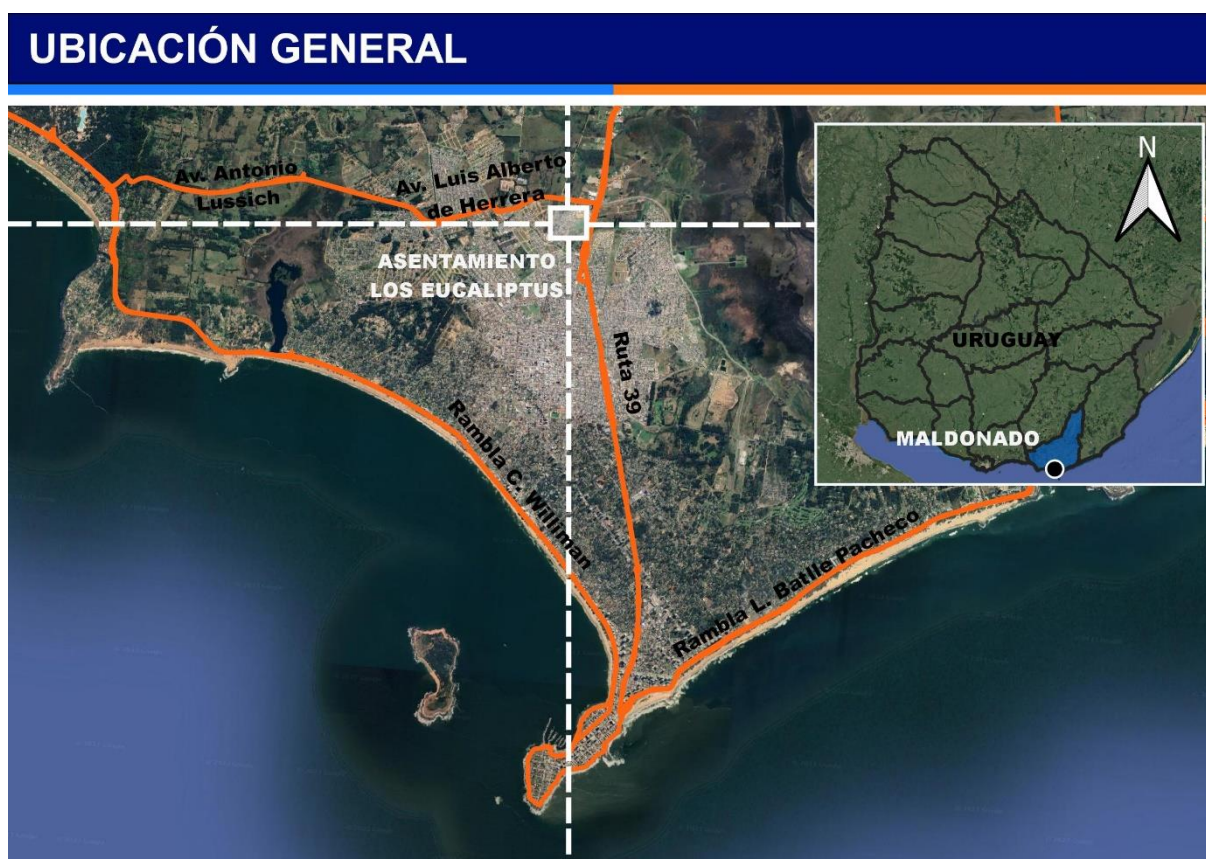 UBICACIÓN GENERAL
Av. Antonio
Lussich
Av. Luis Alberto
de Herrera
ASENTAMIENTO
LOS EUCALIPTUS
Ruta 39
Rambla C. Williman
Rambla L. Batlle Pacheco
N
URUGUAY
MALDONADO